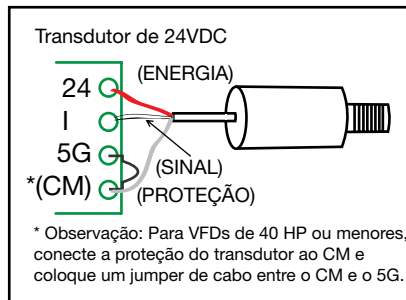 Transdutor de 24VDC
24
(ENERGIA)
I
5G
(SINAL)
*(CM)
(PROTEÇÃO)
* Observação: Para VFDs de 40 HP ou menores,
conecte a proteção do transdutor ao CM e
coloque um jumper de cabo entre o CM e o 5G.